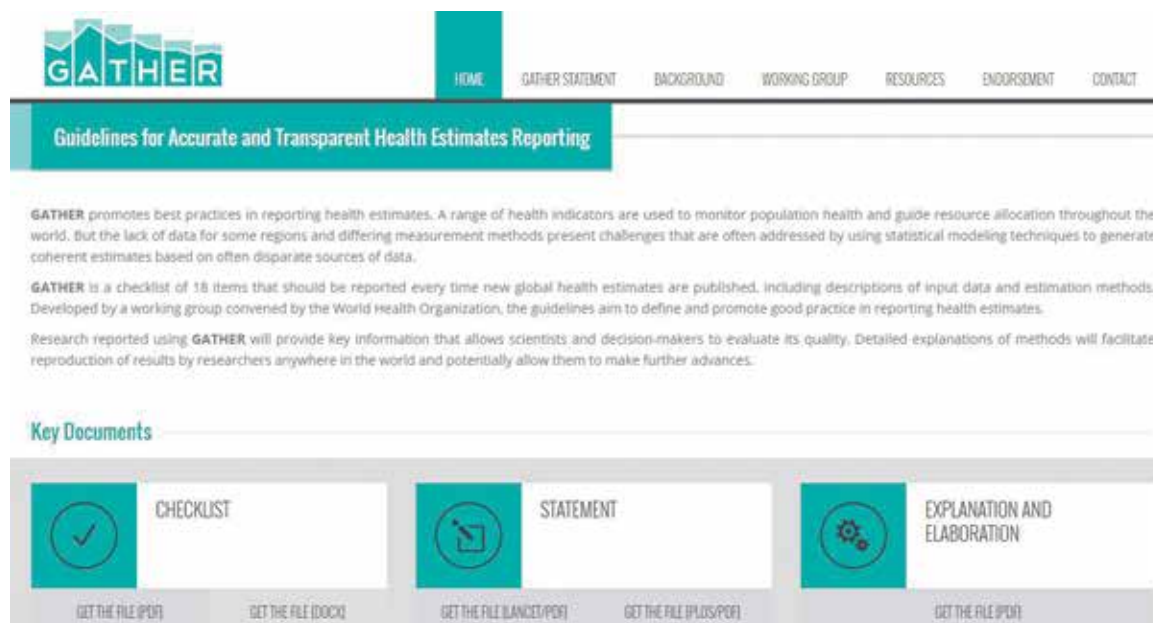 GATHER
HOME GATHER STATEMENT BACKGROUND WORKING GROUP RESOURCES ENDORSEMENT CONTACT
Guidelines for Accurate and Transparent Health Estimates Reporting
GATHER promotes best practices in reporting health estimates. A range of health indicators are used to monitor population health and guide resource allocation throughout the
world. But the lack of data for some regions and differing measurement methods present challenges that are often addressed by using statistical modeling techniques to generate
coherent estimates based on often disparate sources of data.
GATHER is a checklist of 18 items that should be reported every time new global health estimates are published, including descriptions of input data and estimation methods.
Developed by a working group convened by the World Health Organization, the guidelines aim to define and promote good practice in reporting health estimates.
Research reported using GATHER will provide key information that allows scientists and decision-makers to evaluate its quality. Detailed explanations of methods will facilitate
reproduction of results by researchers anywhere in the world and potentially allow them to make further advances.
Key Documents
CHECKLIST
GET THE FILE [PDF] GET THE FILE [DOCX]
STATEMENT
GET THE FILE [LANCET/PDF] GET THE FILE [PLOS/PDF]
EXPLANATION AND
ELABORATION
GET THE FILE [PDF]